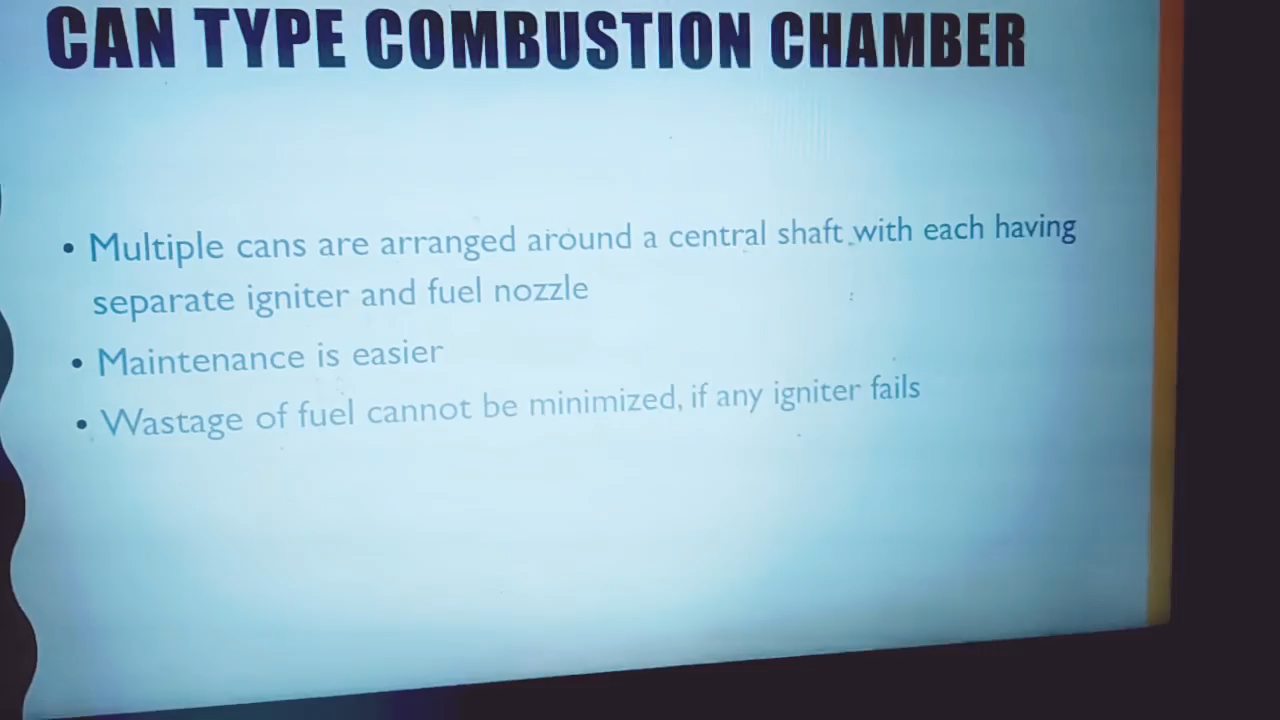 CAN TYPE COMBUSTION CHAMBER
• Multiple cans are arranged around a central shaft with each having
separate igniter and fuel nozzle
• Maintenance is easier
• Wastage of fuel cannot be minimized, if any igniter fails